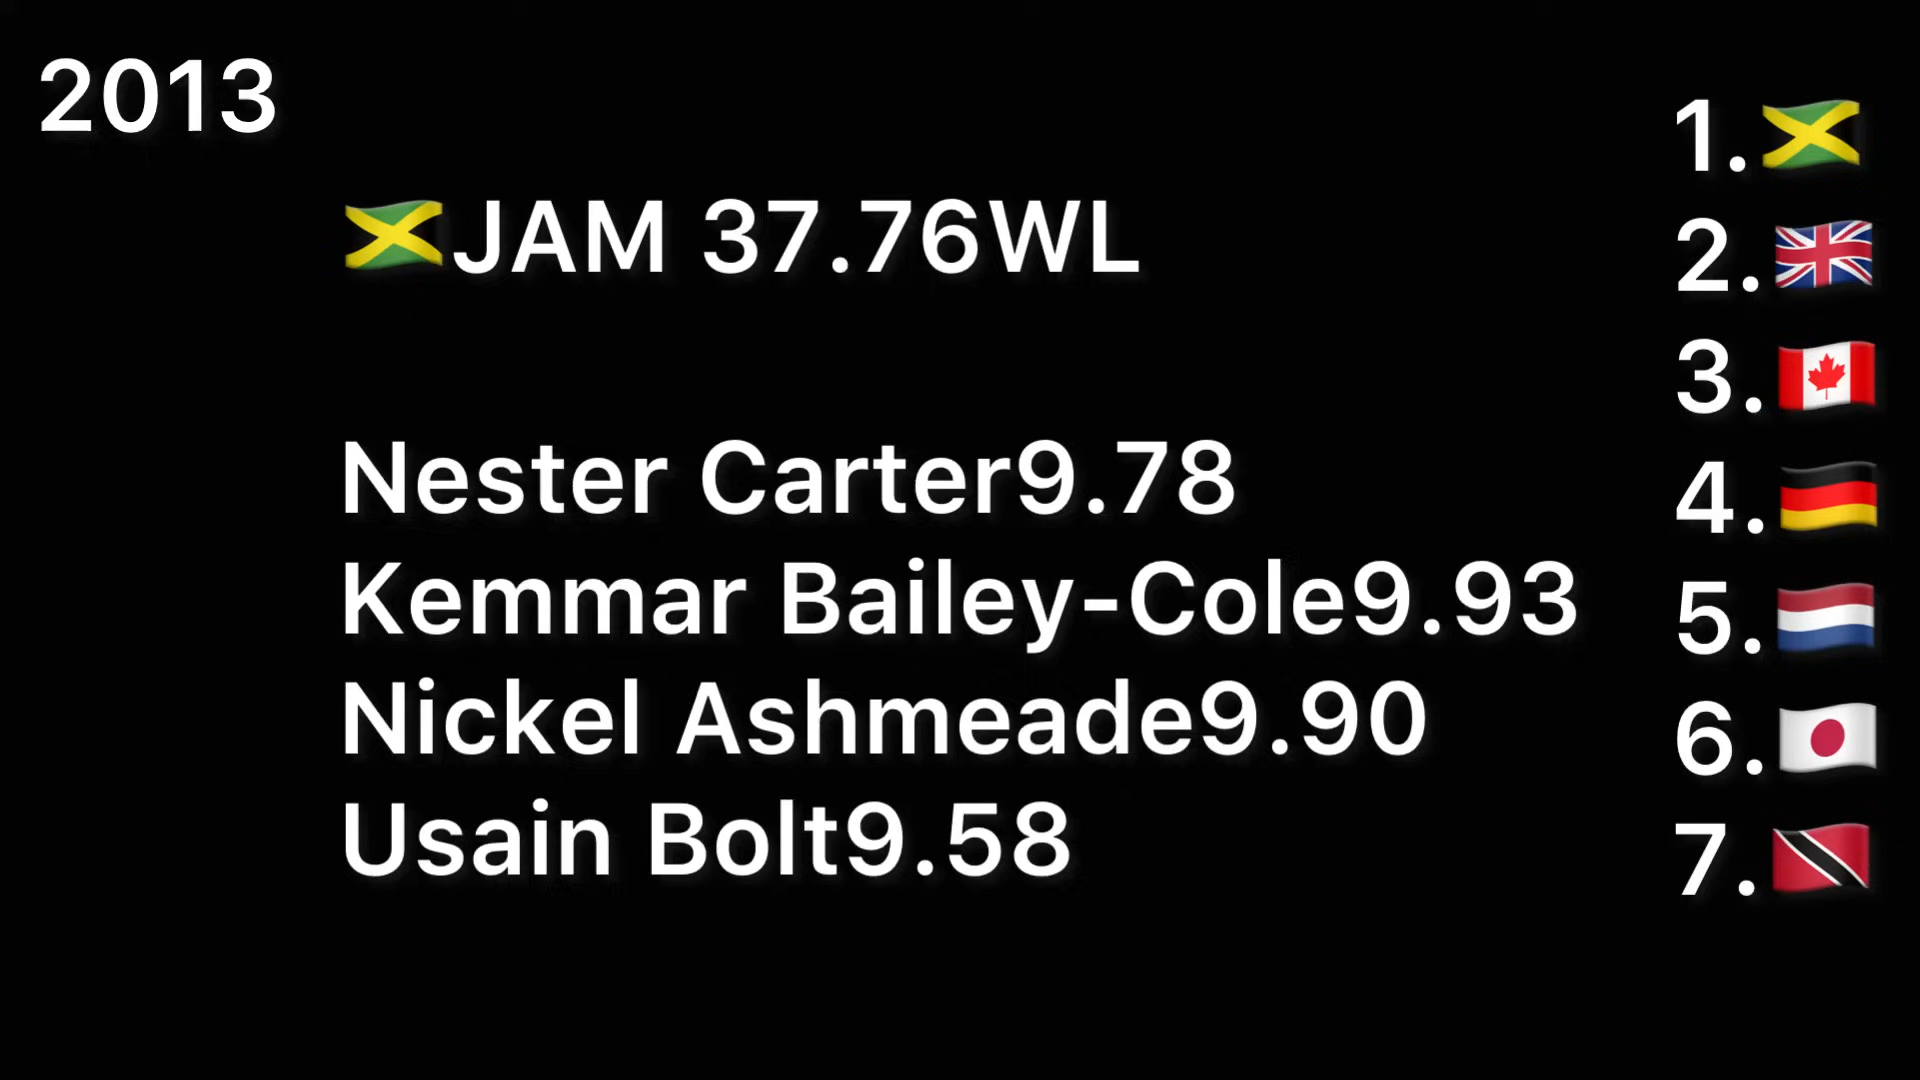 2013
🇯🇲JAM 37.76WL
Nester Carter9.78
Kemmar Bailey-Cole9.93
Nickel Ashmeade9.90
Usain Bolt9.58
1.🇯🇲
2.🇬🇧
3.🇨🇦
4.🇩🇪
5.🇳🇱
6.🇯🇵
7.🇹🇹